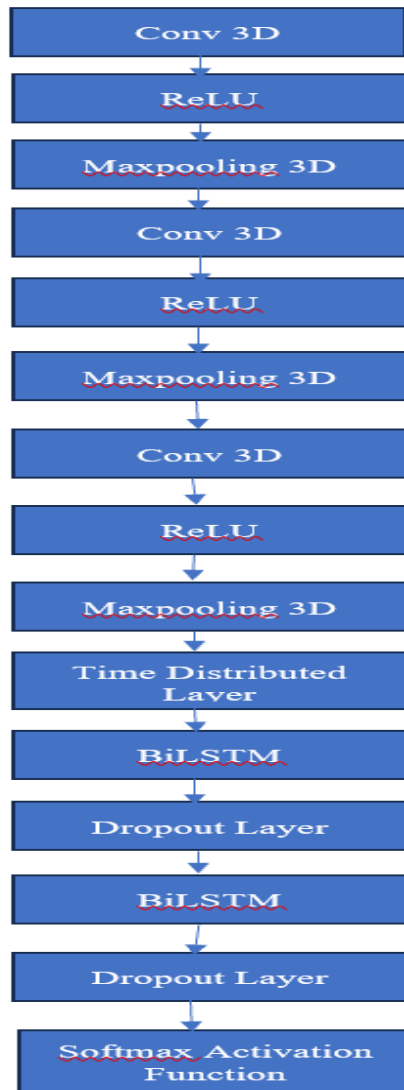 Conv 3D
ReLU
Maxpooling 3D
Conv 3D
ReLU
Maxpooling 3D
Conv 3D
ReLU
Maxpooling 3D
Time Distributed
Layer
BiLSTM
Dropout Layer
BiLSTM
Dropout Layer
Softmax Activation
Function